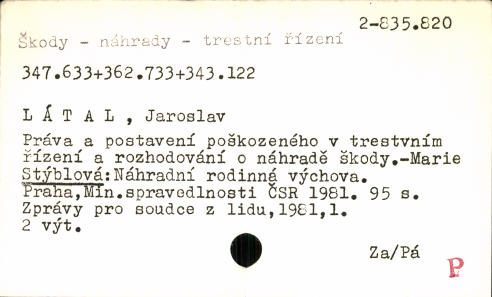 2-835.820
Škody - náhrady - trestní řízení
347.633+362.733+343.122
L Á T A L , Jaroslav
Práva a postavení poškozeného v trestvním
řízení a rozhodování o náhradě škody.-Marie
Stýblová:Náhradní rodinná výchova.
Praha,Min.spravedlnosti ČSR 1981. 95 s.
Zprávy pro soudce z lidu,1981,1.
2 výt.
Za/Pá
P